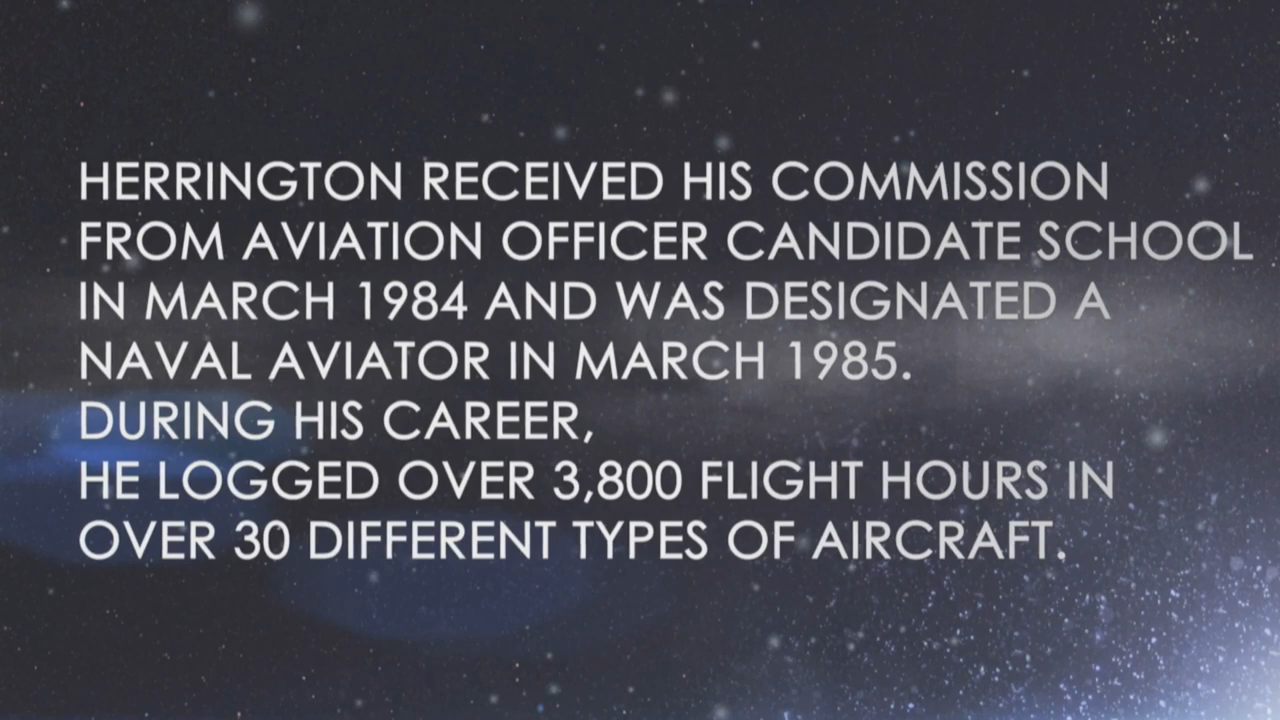 HERRINGTON RECEIVED HIS COMMISSION
FROM AVIATION OFFICER CANDIDATE SCHOOL
IN MARCH 1984 AND WAS DESIGNATED A
NAVAL AVIATOR IN MARCH 1985.
DURING HIS CAREER,
HE LOGGED OVER 3,800 FLIGHT HOURS IN
OVER 30 DIFFERENT TYPES OF AIRCRAFT.